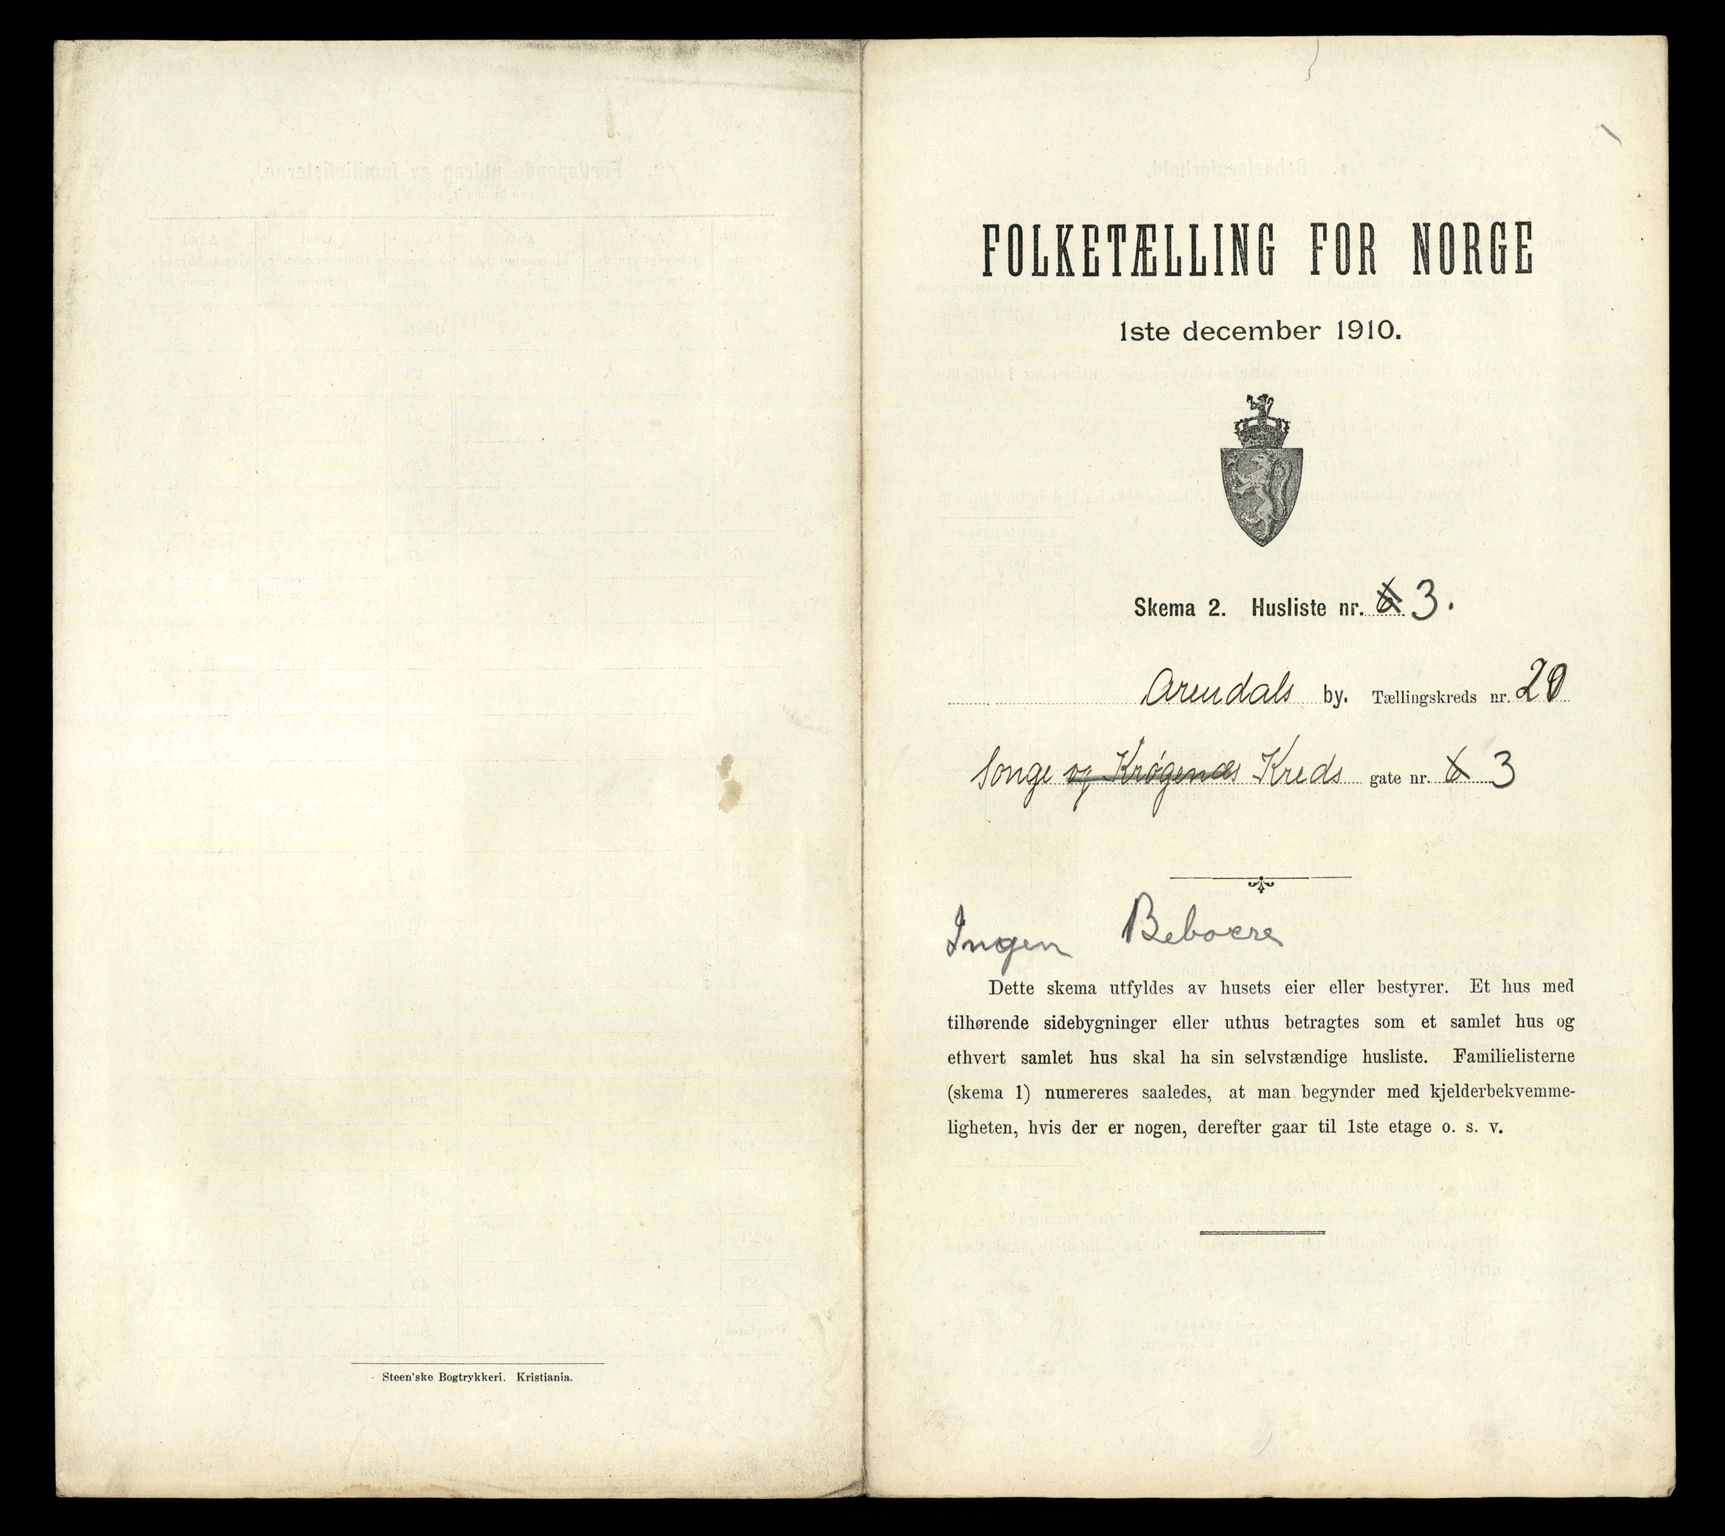 Steen'ske Bogtrykkeri. Kristiania.
FOLKETÆLLING FOR NORGE
1ste december 1910.
Skema 2. Husliste nr. 6 3.
Arendals by. Tællingskreds nr. 20
Songe og Krøgenæs Kreds gate nr. 6 3
Ingen Beboere
Dette skema utfyldes av husets eier eller bestyrer. Et hus med
tilhørende sidebygninger eller uthus betragtes som et samlet hus og
ethvert samlet hus skal ha sin selvstændige husliste. Familielisterne
(skema 1) numereres saaledes, at man begynder med kjelderbekvemme-
ligheten, hvis der er nogen, derefter gaar til 1ste etage o. s. v.